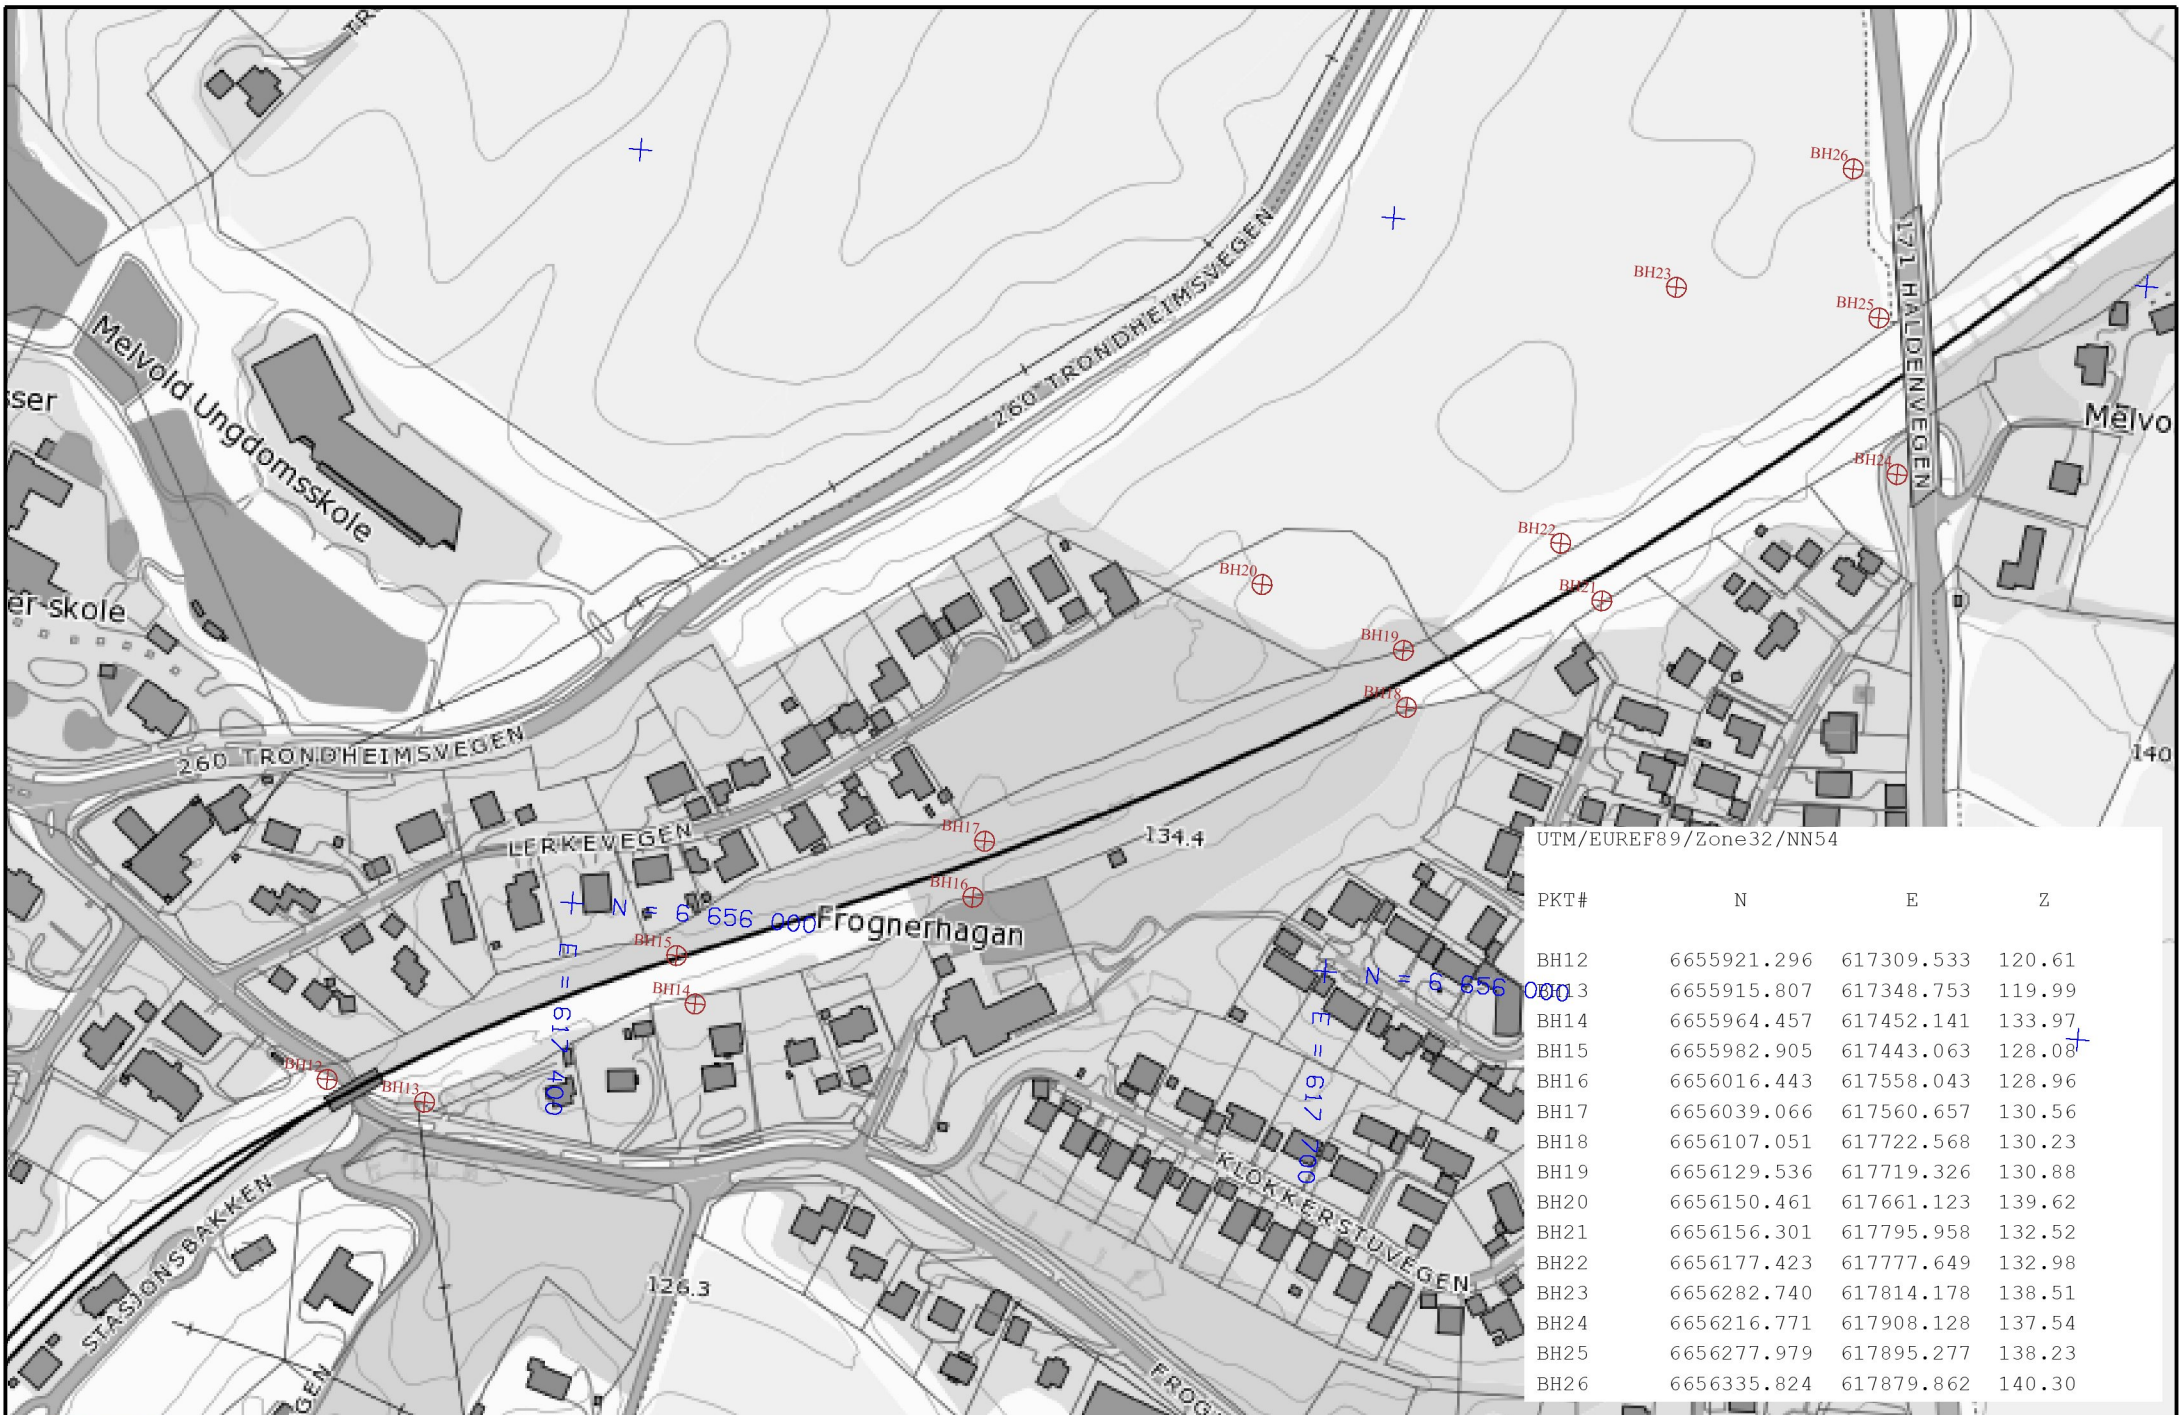 TR
BH26
260 TRONDHEIMSVEGEN
171 HALDENVEGEN
BH23
BH25
Melvold Ungdomsskole
sser
Melvo
BH24
BH22
BH20
BH21
er skole
BH19
BH18
260 TRONDHEIMSVEGEN
140
LERKEVEGEN
BH17
134.4
BH16
N = 6 656 000
Frognerhagan
BH15
E = 617 400
BH14
N = 6 656 000
E = 617 700
BH12
BH13
KLOKKERSTUVEGEN
STASJONSBAKKEN
126.3
GEN
FROG
UTM/EUREF89/Zone32/NN54
PKT# N E Z
BH12 6655921.296 617309.533 120.61
BH13 6655915.807 617348.753 119.99
BH14 6655964.457 617452.141 133.97
BH15 6655982.905 617443.063 128.08
BH16 6656016.443 617558.043 128.96
BH17 6656039.066 617560.657 130.56
BH18 6656107.051 617722.568 130.23
BH19 6656129.536 617719.326 130.88
BH20 6656150.461 617661.123 139.62
BH21 6656156.301 617795.958 132.52
BH22 6656177.423 617777.649 132.98
BH23 6656282.740 617814.178 138.51
BH24 6656216.771 617908.128 137.54
BH25 6656277.979 617895.277 138.23
BH26 6656335.824 617879.862 140.30